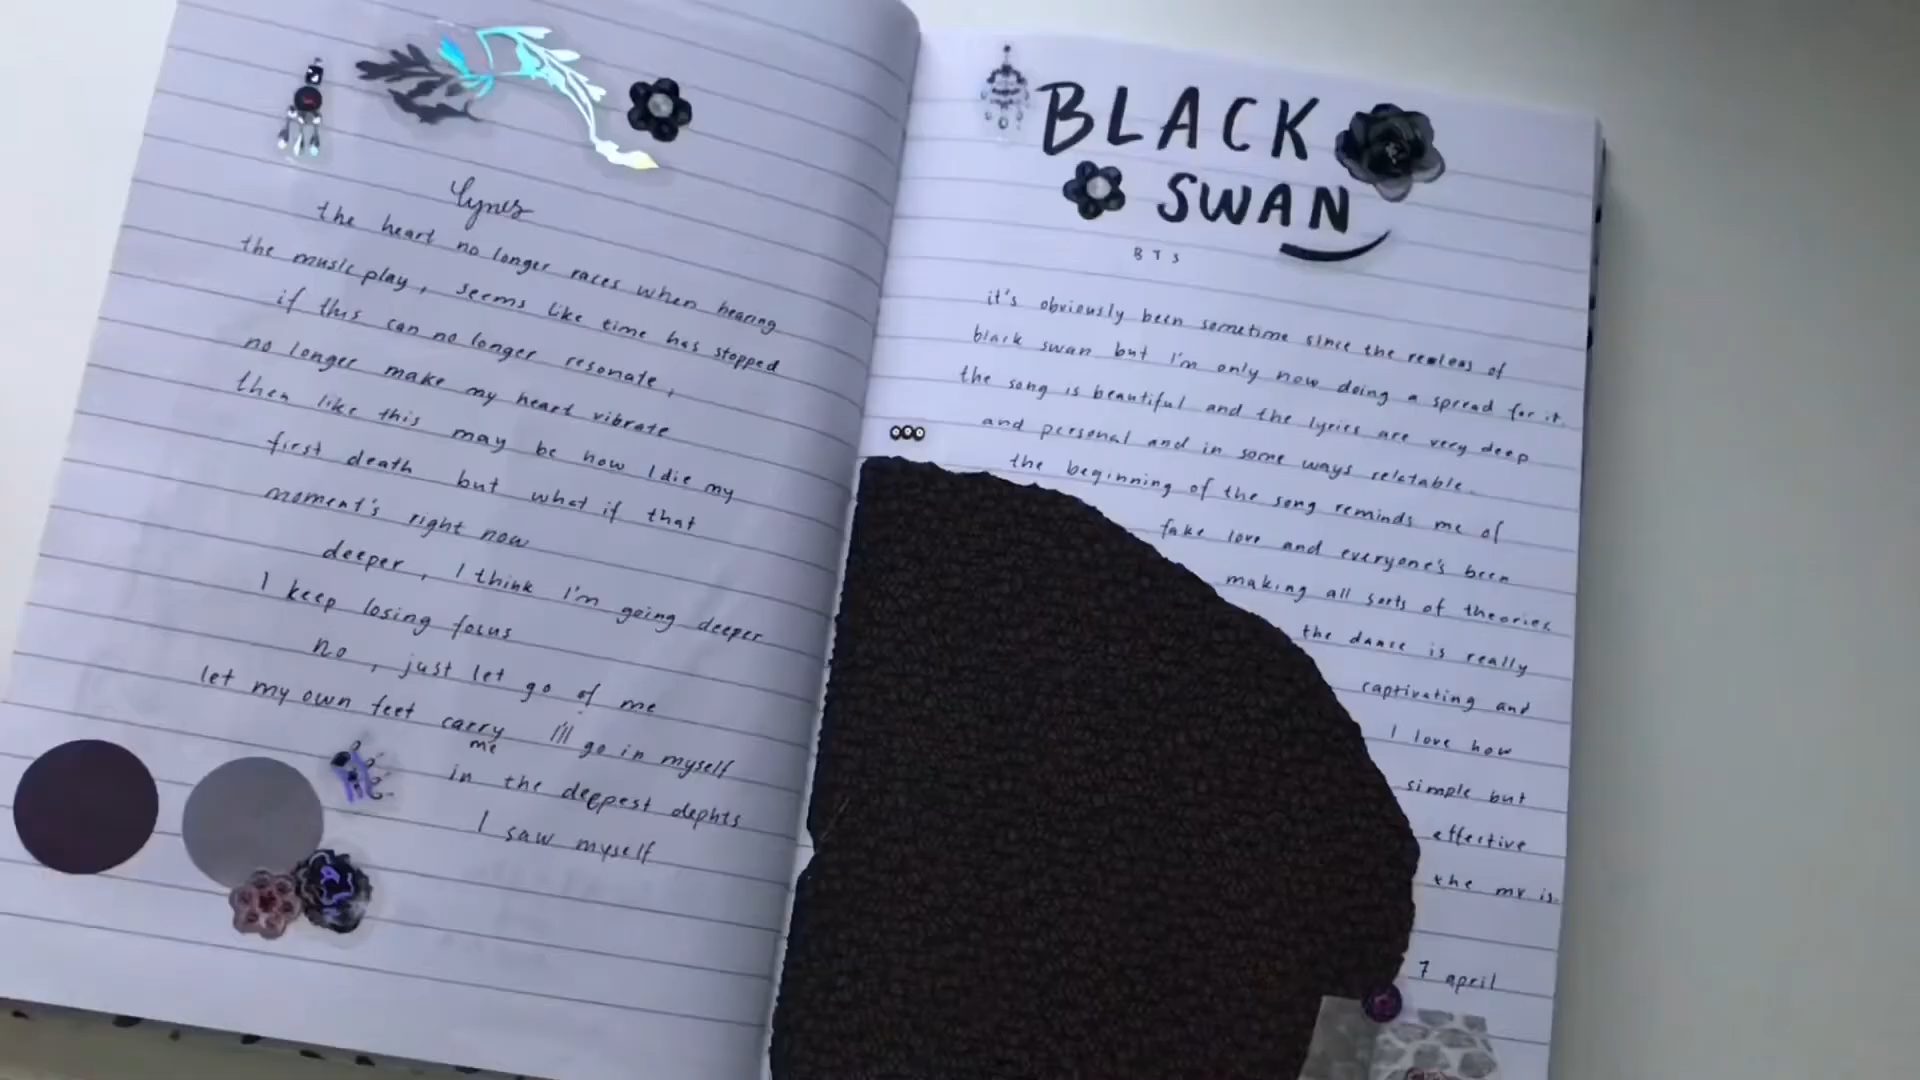 lyrics
the heart no longer races when hearing
the music play, seems like time has stopped
if this can no longer resonate,
no longer make my heart vibrate
then like this may be how I die my
first death but what if that
moment's right now
deeper, I think I'm going deeper
I keep losing focus
no, just let go of me
let my own feet carry me I'll go in myself
in the deepest dephts
I saw myself
BLACK
SWAN
BTS
it's obviously been sometime since the releas of
black swan but I'm only now doing a spread for it.
the song is beautiful and the lyrics are very deep
and personal and in some ways relatable.
the beginning of the song reminds me of
fake love and everyone's been
making all sorts of theories.
the dance is really
captivating and
I love how
simple but
effective
the mv is.
7 april